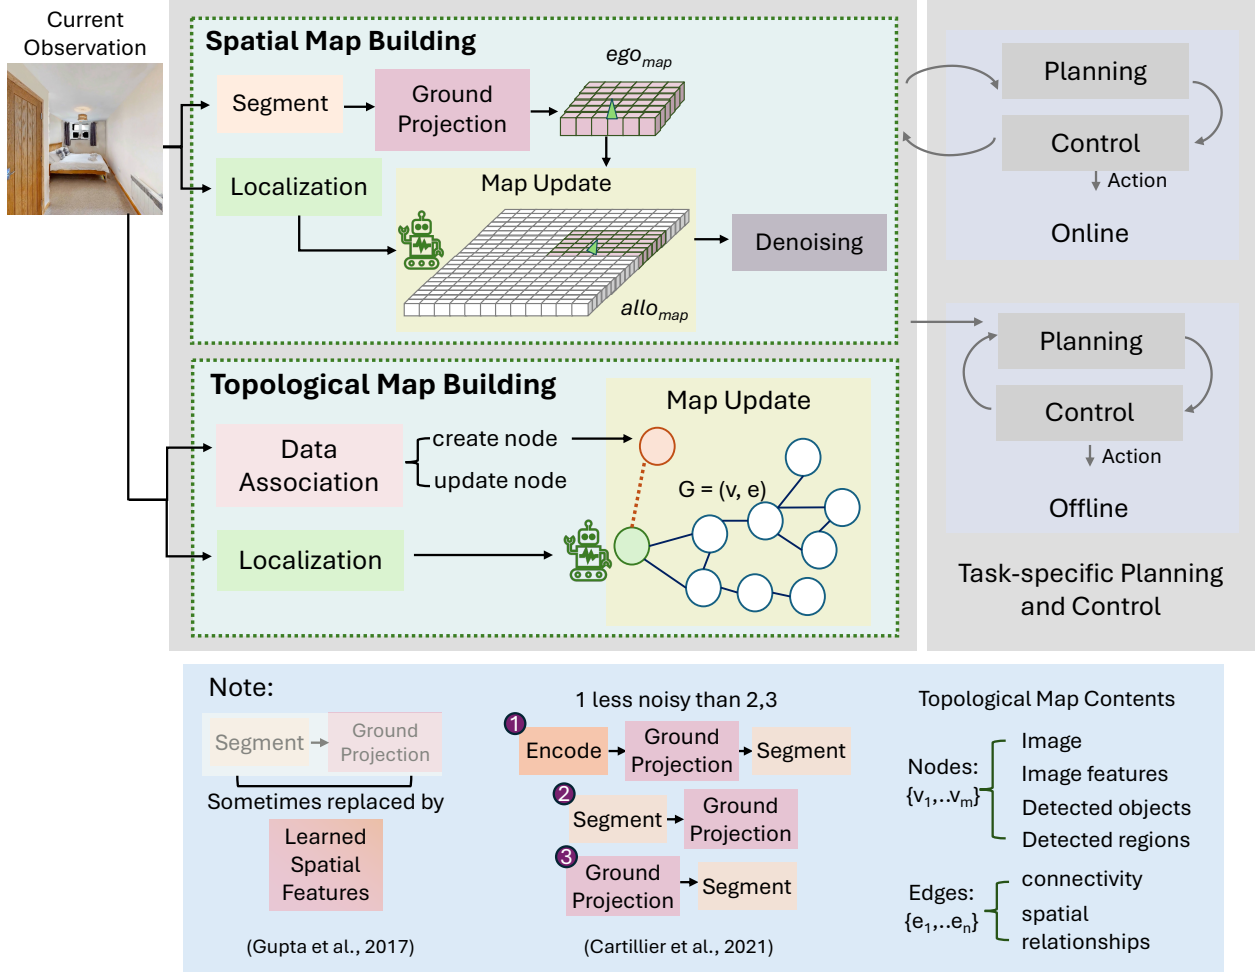 Current
Observation
Spatial Map Building
Segment
Ground
Projection
ego_map
Localization
Map Update
allo_map
Denoising
Topological Map Building
Data
Association
create node
update node
Localization
Map Update
G = (v, e)
Planning
Control
Action
Online
Planning
Control
Action
Offline
Task-specific Planning
and Control
Note:
Segment
Ground
Projection
Sometimes replaced by
Learned
Spatial
Features
(Gupta et al., 2017)
1 less noisy than 2,3
1
Encode
Ground
Projection
Segment
2
Segment
Ground
Projection
3
Ground
Projection
Segment
(Cartillier et al., 2021)
Topological Map Contents
Nodes:
{v₁,..vₘ}
Image
Image features
Detected objects
Detected regions
Edges:
{e₁,..eₙ}
connectivity
spatial
relationships